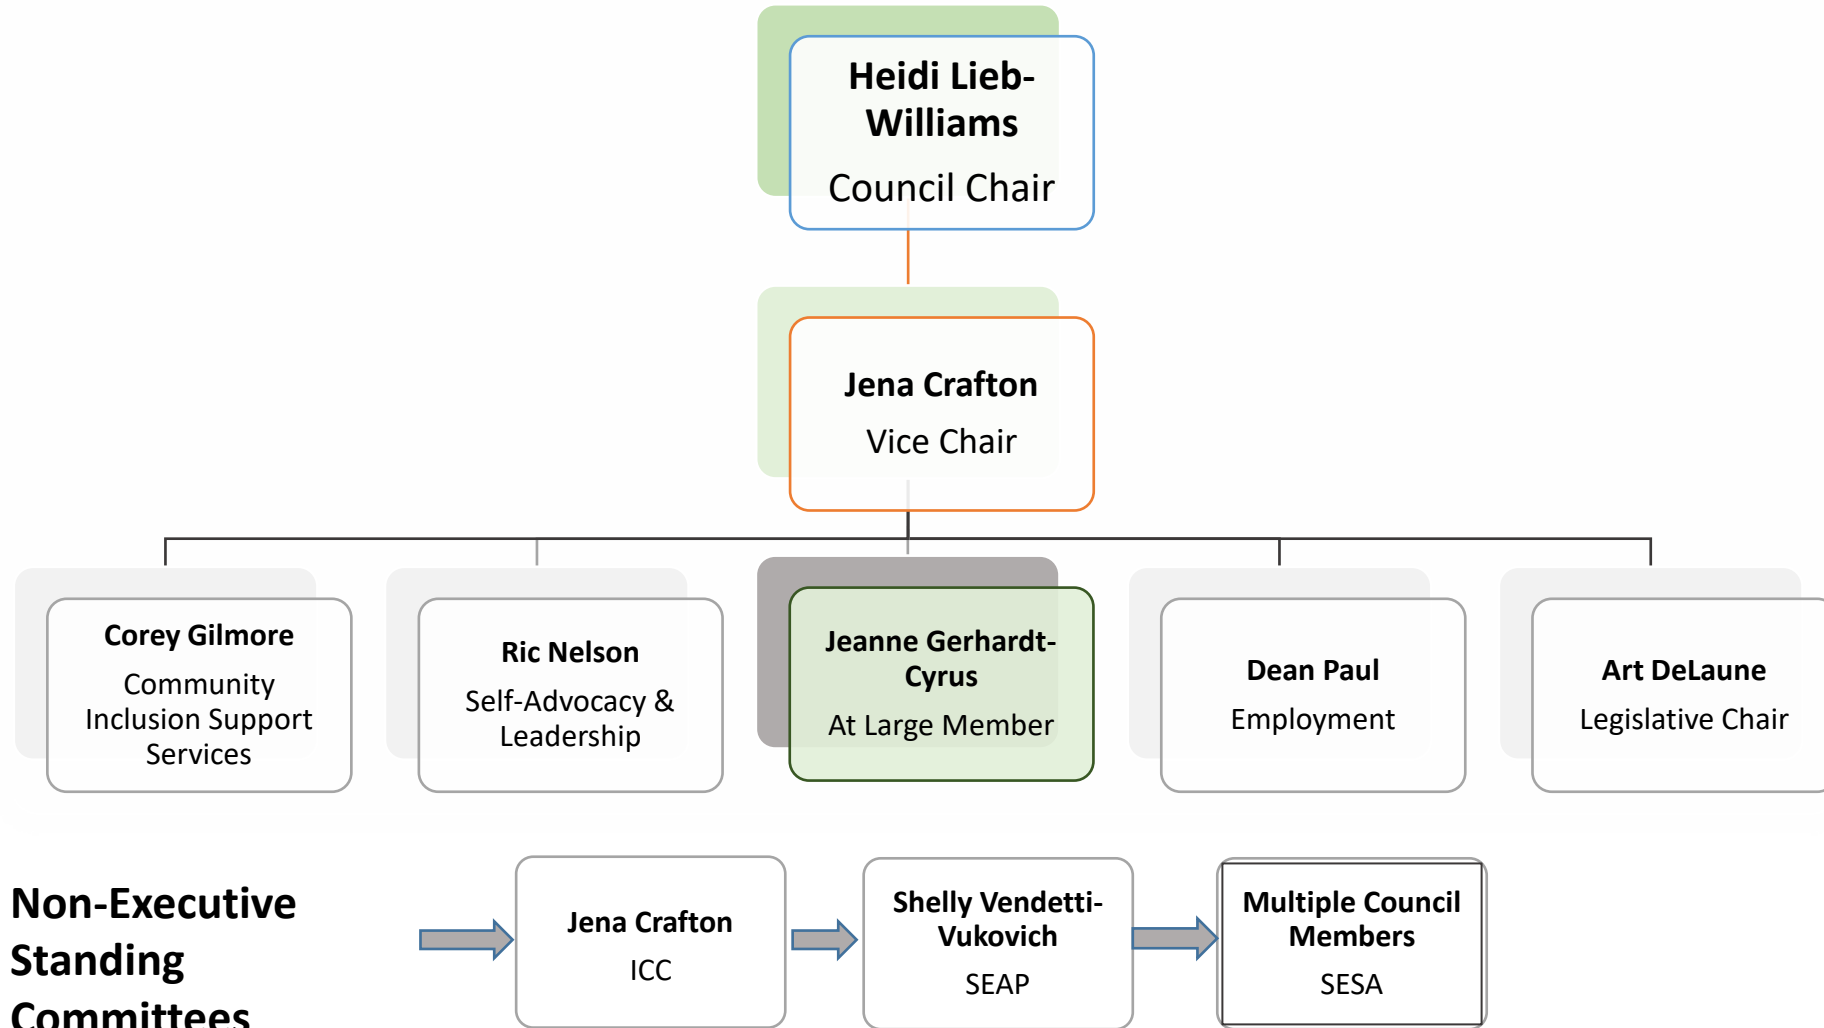 Heidi Lieb-
Williams
Council Chair
Jena Crafton
Vice Chair
Corey Gilmore
Community
Inclusion Support
Services
Ric Nelson
Self-Advocacy &
Leadership
Jeanne Gerhardt-
Cyrus
At Large Member
Dean Paul
Employment
Art DeLaune
Legislative Chair
Non-Executive
Standing
Committees
Jena Crafton
ICC
Shelly Vendetti-
Vukovich
SEAP
Multiple Council
Members
SESA